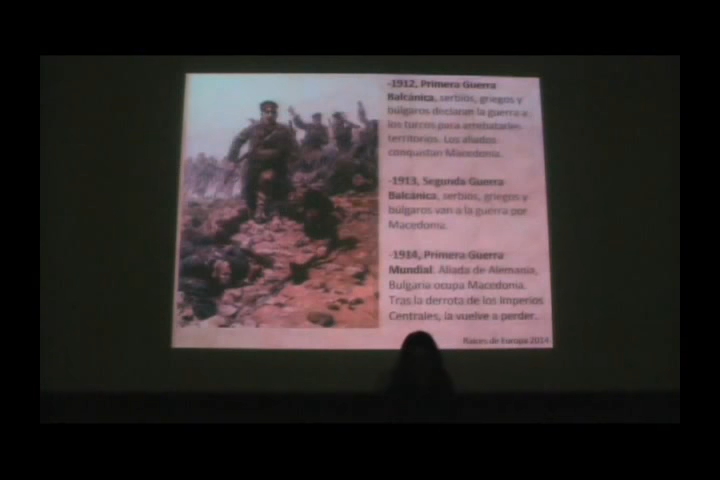 -1912, Primera Guerra
Balcánica, serbios, griegos y
búlgaros declaran la guerra a
los turcos para arrebatarles
territorios. Los aliados
conquistan Macedonia.
-1913, Segunda Guerra
Balcánica, serbios, griegos y
búlgaros van a la guerra por
Macedonia.
-1914, Primera Guerra
Mundial. Aliada de Alemania,
Bulgaria ocupa Macedonia.
Tras la derrota de los Imperios
Centrales, la vuelve a perder.
Raíces de Europa 2014